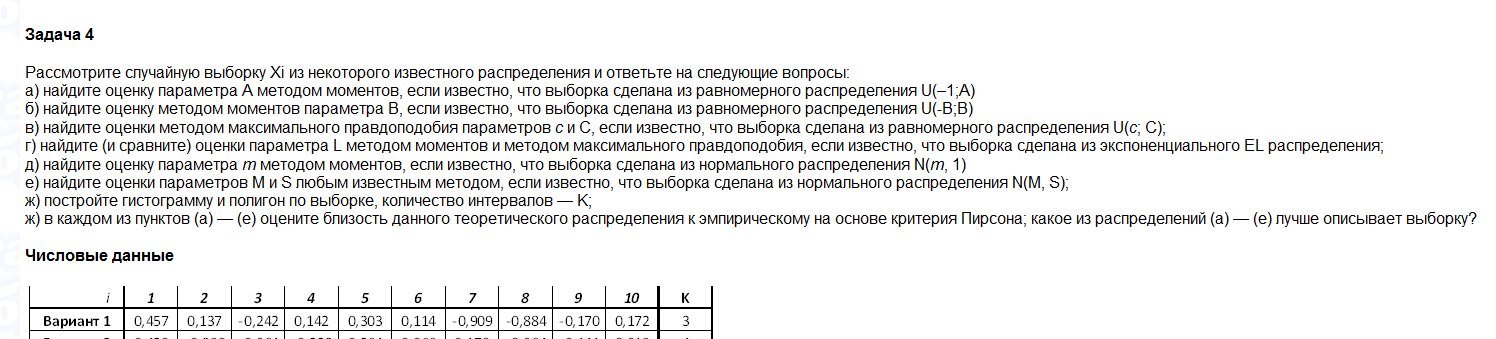 Задача 4
Рассмотрите случайную выборку Xi из некоторого известного распределения и ответьте на следующие вопросы:
а) найдите оценку параметра А методом моментов, если известно, что выборка сделана из равномерного распределения U(–1;A)
б) найдите оценку методом моментов параметра В, если известно, что выборка сделана из равномерного распределения U(-B;B)
в) найдите оценки методом максимального правдоподобия параметров с и С, если известно, что выборка сделана из равномерного распределения U(c; C);
г) найдите (и сравните) оценки параметра L методом моментов и методом максимального правдоподобия, если известно, что выборка сделана из экспоненциального EL распределения;
д) найдите оценку параметра m методом моментов, если известно, что выборка сделана из нормального распределения N(m, 1)
е) найдите оценки параметров M и S любым известным методом, если известно, что выборка сделана из нормального распределения N(M, S);
ж) постройте гистограмму и полигон по выборке, количество интервалов — K;
ж) в каждом из пунктов (а) — (е) оцените близость данного теоретического распределения к эмпирическому на основе критерия Пирсона; какое из распределений (а) — (е) лучше описывает выборку?
Числовые данные
i 1 2 3 4 5 6 7 8 9 10 К
Вариант 1 0,457 0,137 -0,242 0,142 0,303 0,114 -0,909 -0,884 -0,170 0,172 3